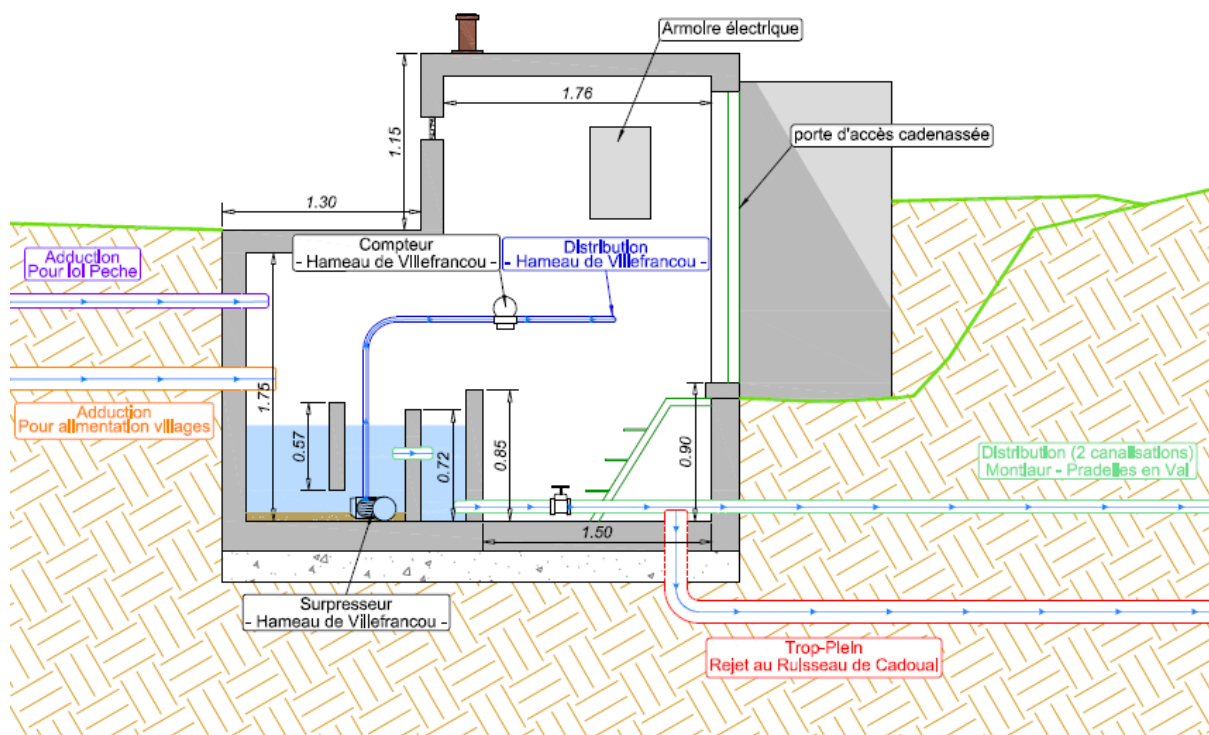 Armoire électrique
1.76
1.15
porte d'accès cadenassée
1.30
Compteur
- Hameau de Villefrancou -
Distribution
- Hameau de Villefrancou -
Adduction
Pour loi Peche
1.75
Adduction
Pour alimentation villages
0.57
0.72
0.85
0.90
Distribution (2 canalisations)
Montlaur - Pradelles en Val
1.50
Surpresseur
- Hameau de Villefrancou -
Trop-Plein
Rejet au Ruisseau de Cadoual